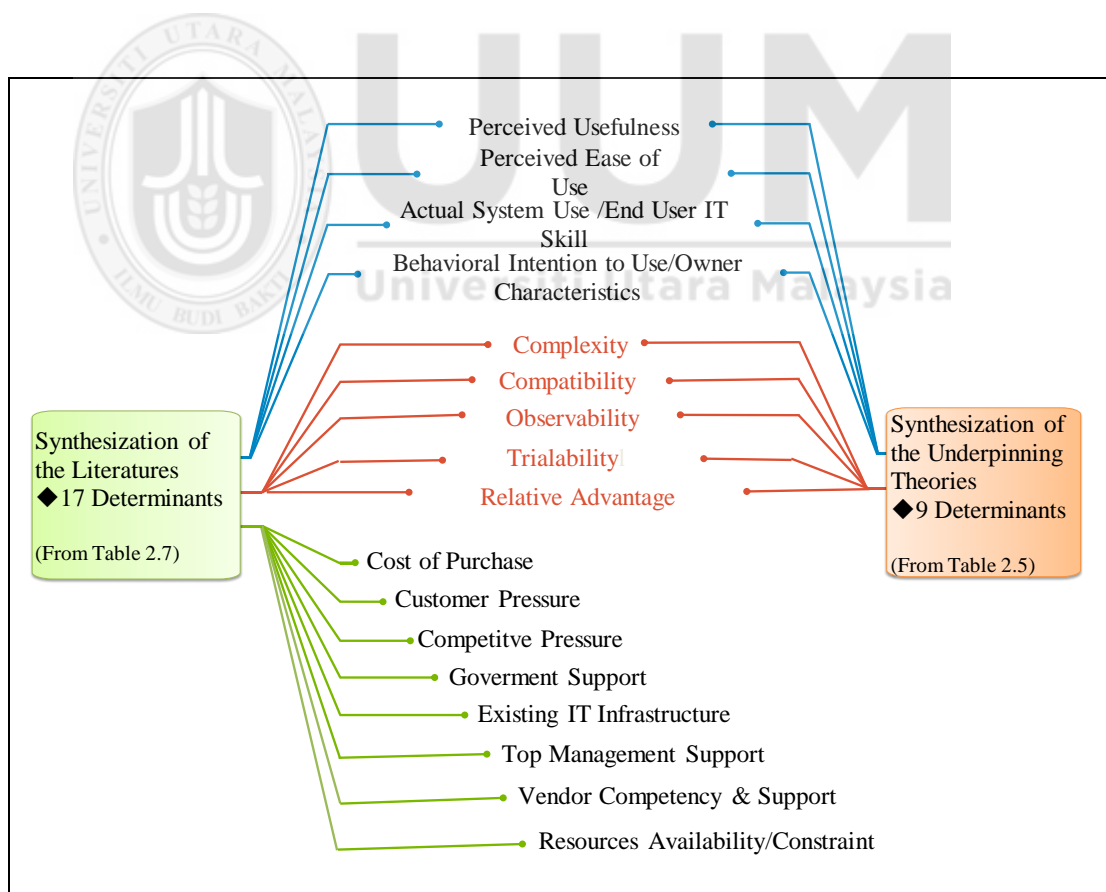 UUM
UNIVERSITI UTARA MALAY
ILMU BUDI BAKTI
Universiti Utara Malaysia
Perceived Usefulness
Perceived Ease of
Use
Actual System Use /End User IT
Skill
Behavioral Intention to Use/Owner
Characteristics
Complexity
Compatibility
Observability
Trialability
Relative Advantage
Synthesization of
the Literatures
◆17 Determinants
(From Table 2.7)
Synthesization of
the Underpinning
Theories
◆9 Determinants
(From Table 2.5)
Cost of Purchase
Customer Pressure
Competitve Pressure
Goverment Support
Existing IT Infrastructure
Top Management Support
Vendor Competency & Support
Resources Availability/Constraint